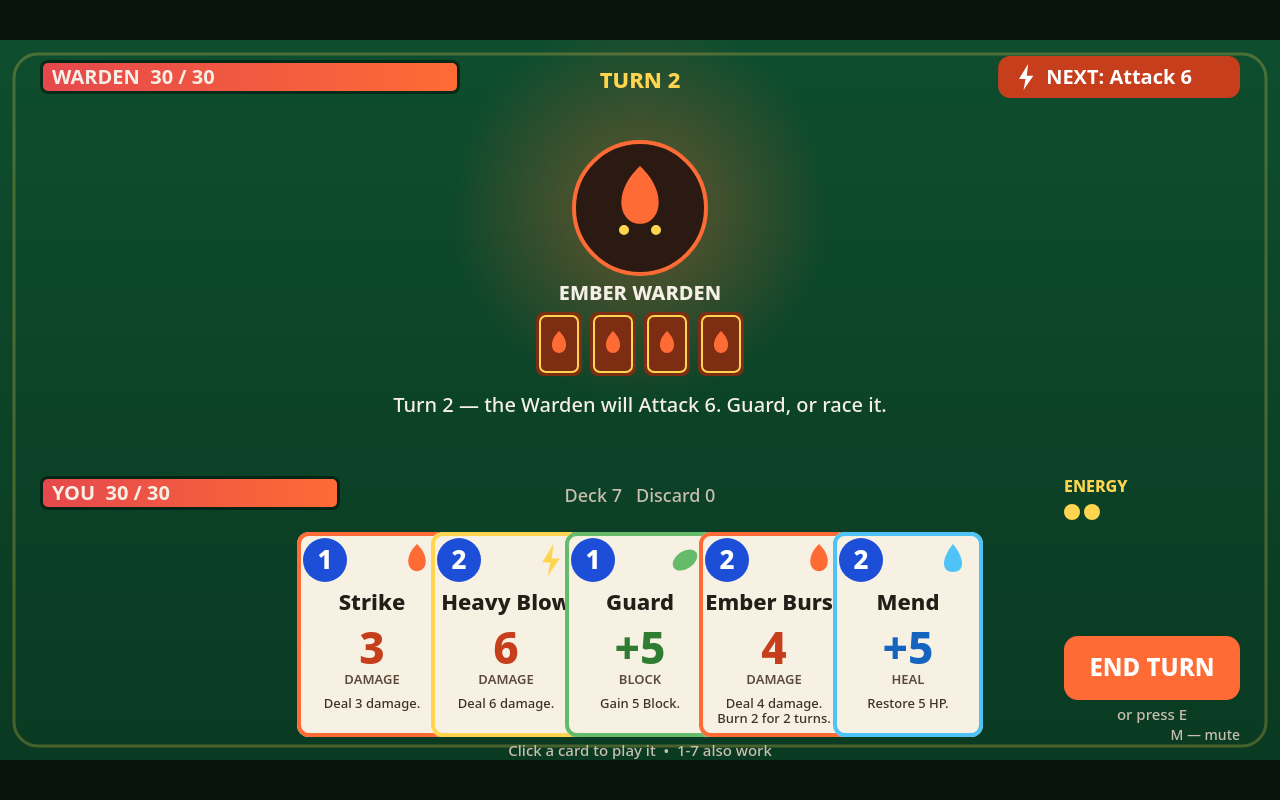 WARDEN 30 / 30
TURN 2
NEXT: Attack 6
EMBER WARDEN
Turn 2 — the Warden will Attack 6. Guard, or race it.
YOU 30 / 30
Deck 7 Discard 0
ENERGY
1
Strike
3
DAMAGE
Deal 3 damage.
2
Heavy Blow
6
DAMAGE
Deal 6 damage.
1
Guard
+5
BLOCK
Gain 5 Block.
2
Ember Burs
4
DAMAGE
Deal 4 damage.
Burn 2 for 2 turns.
2
Mend
+5
HEAL
Restore 5 HP.
END TURN
or press E
M — mute
Click a card to play it • 1-7 also work